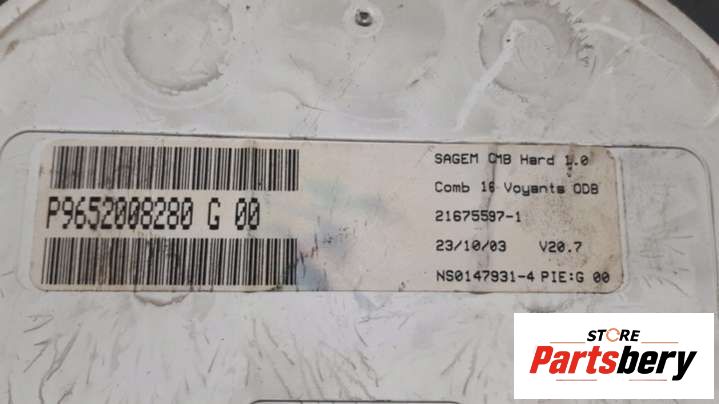 P9652008280 G 00
SAGEM CMB Hard 1.0
Comb 16 Voyants ODB
21675597-1
23/10/03 V20.7
NS0147931-4 PIE:G 00
STORE
Partsbery